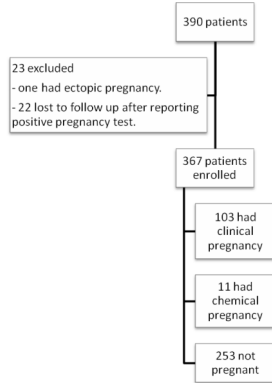 390 patients
23 excluded
- one had ectopic pregnancy.
- 22 lost to follow up after reporting
positive pregnancy test.
367 patients
enrolled
103 had
clinical
pregnancy
11 had
chemical
pregnancy
253 not
pregnant